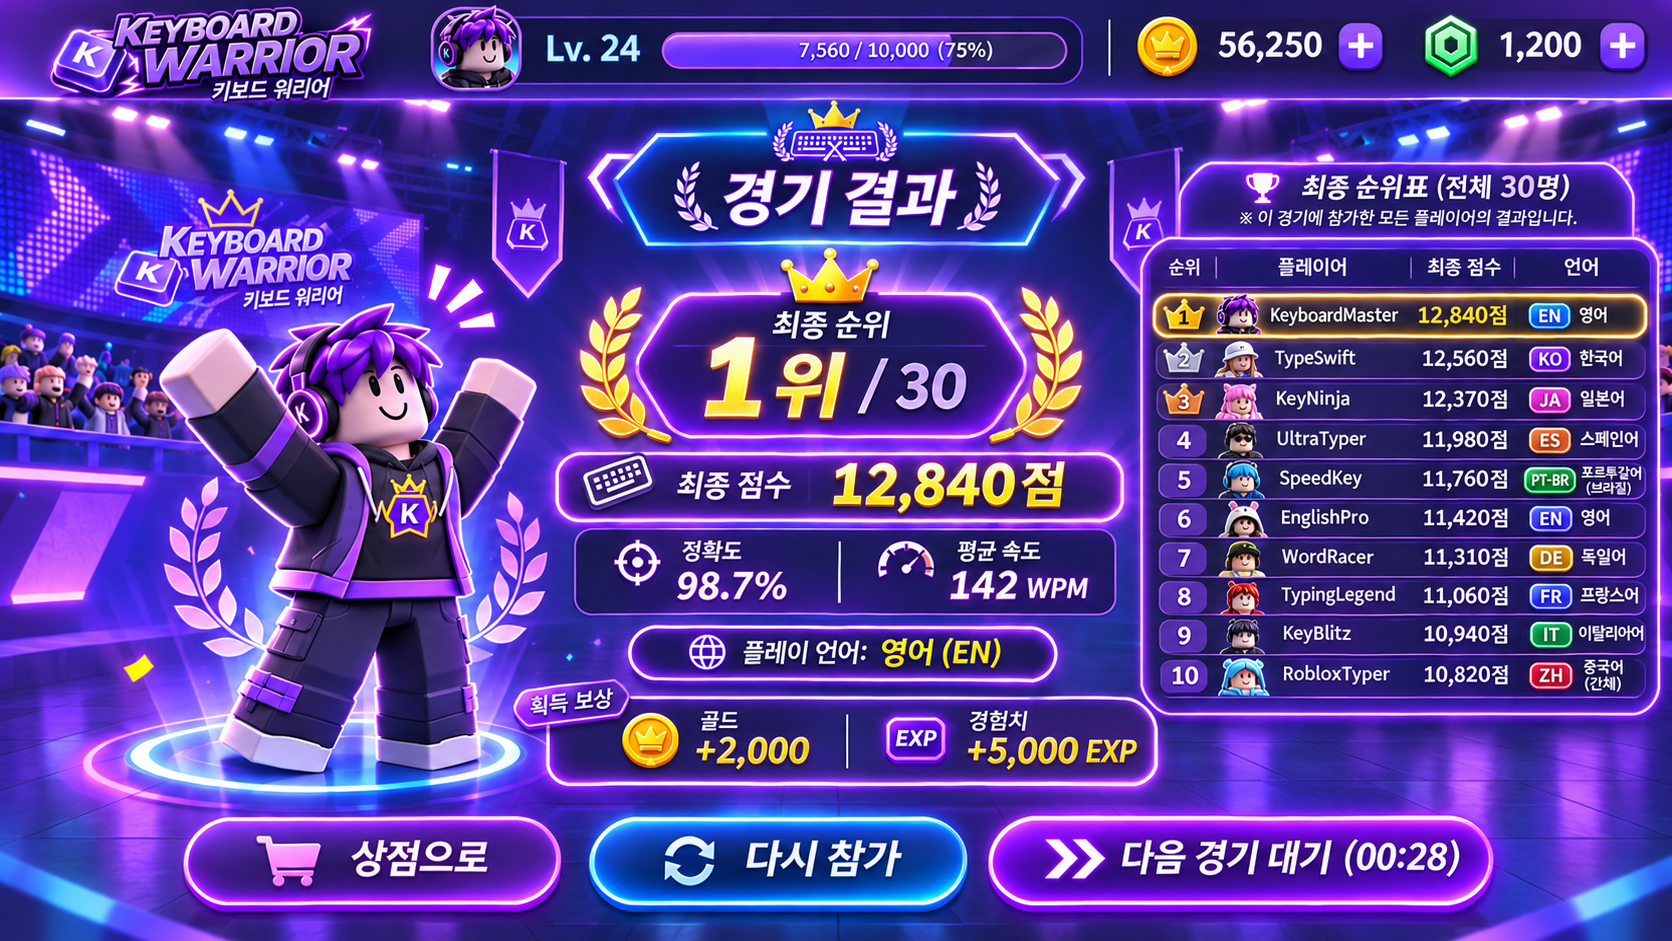 KEYBOARD
WARRIOR
키보드 워리어
K
Lv. 24
7,560 / 10,000 (75%)
56,250 +
1,200 +
KEYBOARD
WARRIOR
키보드 워리어
K
K
K
경기 결과
최종 순위
1위 / 30
최종 점수 12,840점
정확도
98.7%
평균 속도
142 WPM
플레이 언어: 영어 (EN)
획득 보상
골드
+2,000
EXP
경험치
+5,000 EXP
K
K
최종 순위표 (전체 30명)
※ 이 경기에 참가한 모든 플레이어의 결과입니다.
순위 플레이어 최종 점수 언어
1 KeyboardMaster 12,840점 EN 영어
2 TypeSwift 12,560점 KO 한국어
3 KeyNinja 12,370점 JA 일본어
4 UltraTyper 11,980점 ES 스페인어
5 SpeedKey 11,760점 PT-BR 포르투갈어 (브라질)
6 EnglishPro 11,420점 EN 영어
7 WordRacer 11,310점 DE 독일어
8 TypingLegend 11,060점 FR 프랑스어
9 KeyBlitz 10,940점 IT 이탈리아어
10 RobloxTyper 10,820점 ZH 중국어 (간체)
상점으로
다시 참가
다음 경기 대기 (00:28)